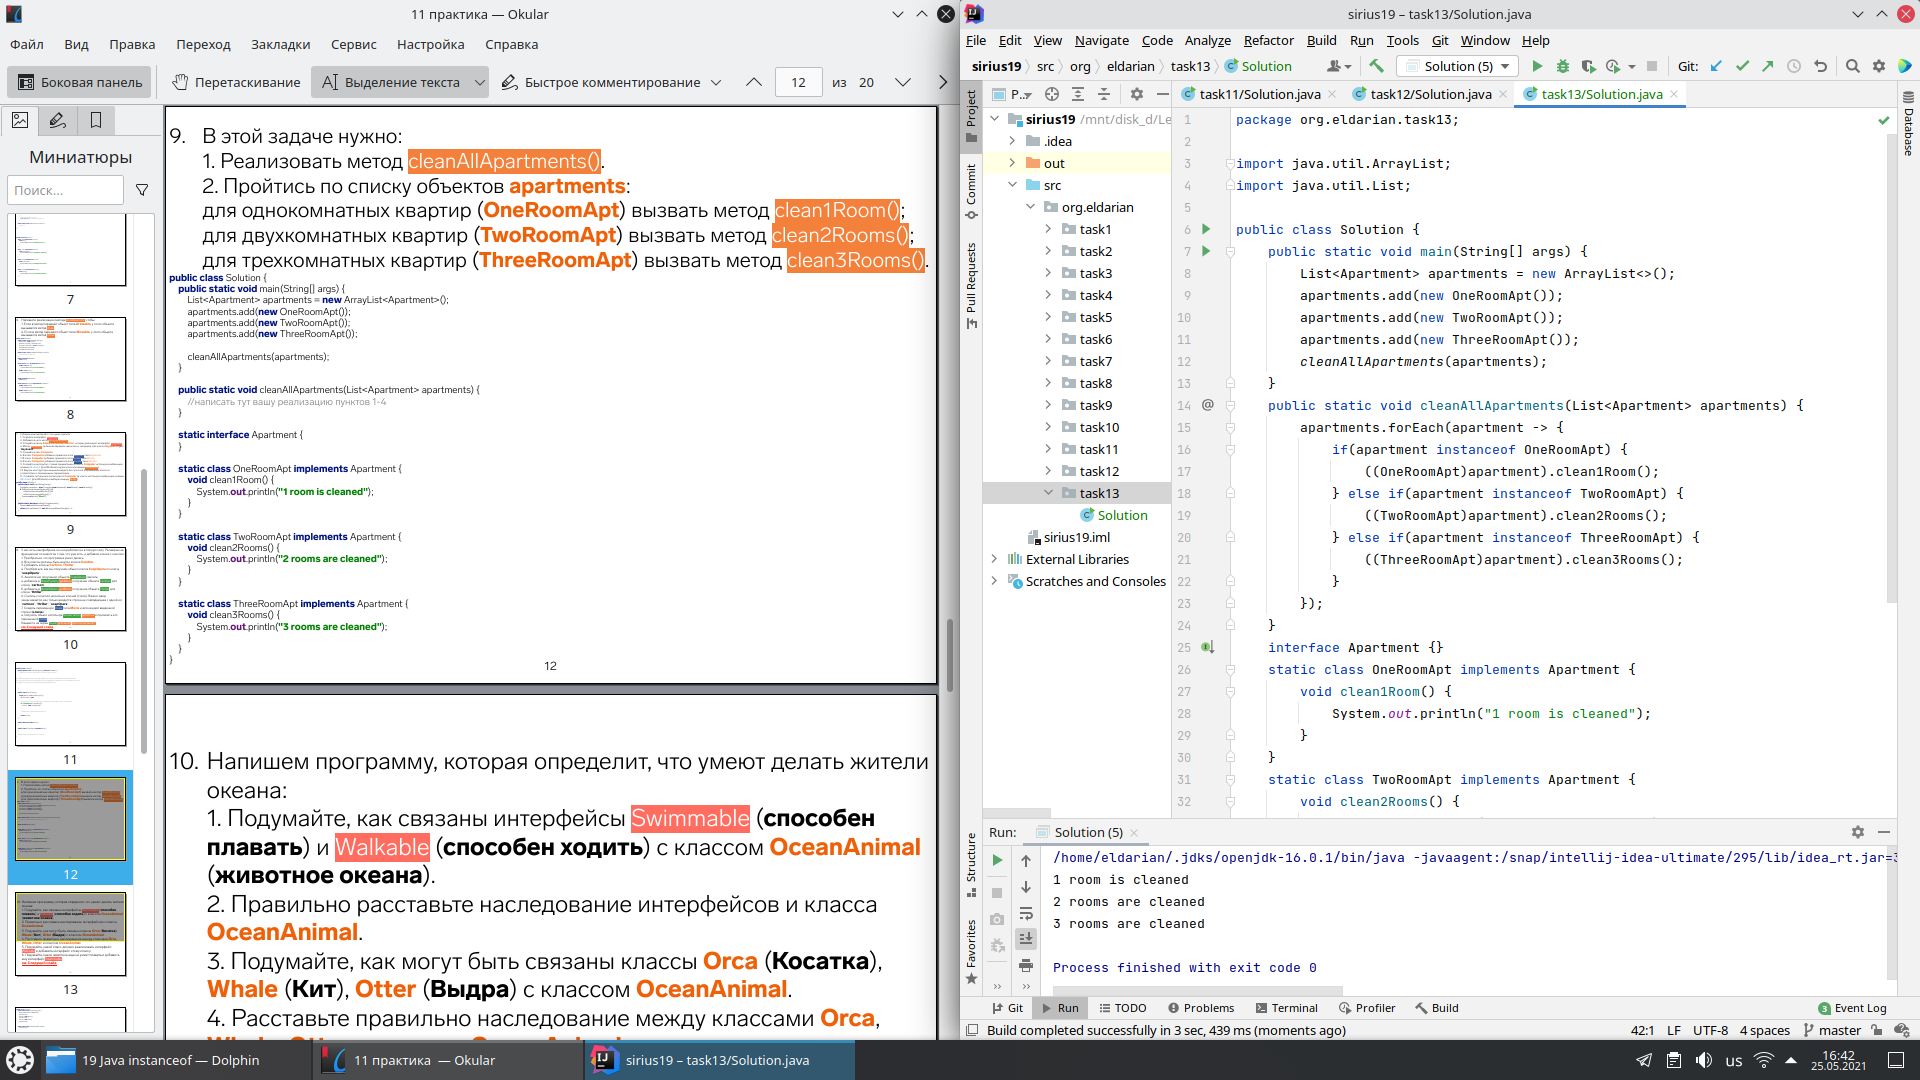 11 практика — Okular
Файл Вид Правка Переход Закладки Сервис Настройка Справка
Боковая панель Перетаскивание Выделение текста Быстрое комментирование 12 из 20
Миниатюры
Поиск...
7
8
9
10
11
12
13
9. В этой задаче нужно:
1. Реализовать метод cleanAllApartments().
2. Пройтись по списку объектов apartments:
для однокомнатных квартир (OneRoomApt) вызвать метод clean1Room();
для двухкомнатных квартир (TwoRoomApt) вызвать метод clean2Rooms();
для трехкомнатных квартир (ThreeRoomApt) вызвать метод clean3Rooms().
public class Solution {
public static void main(String[] args) {
List<Apartment> apartments = new ArrayList<Apartment>();
apartments.add(new OneRoomApt());
apartments.add(new TwoRoomApt());
apartments.add(new ThreeRoomApt());
cleanAllApartments(apartments);
}
public static void cleanAllApartments(List<Apartment> apartments) {
//написать тут вашу реализацию пунктов 1-4
}
static interface Apartment {
}
static class OneRoomApt implements Apartment {
void clean1Room() {
System.out.println("1 room is cleaned");
}
}
static class TwoRoomApt implements Apartment {
void clean2Rooms() {
System.out.println("2 rooms are cleaned");
}
}
static class ThreeRoomApt implements Apartment {
void clean3Rooms() {
System.out.println("3 rooms are cleaned");
}
}
}
12
10. Напишем программу, которая определит, что умеют делать жители
океана:
1. Подумайте, как связаны интерфейсы Swimmable (способен
плавать) и Walkable (способен ходить) с классом OceanAnimal
(животное океана).
2. Правильно расставьте наследование интерфейсов и класса
OceanAnimal.
3. Подумайте, как могут быть связаны классы Orca (Косатка),
Whale (Кит), Otter (Выдра) с классом OceanAnimal.
4. Расставьте правильно наследование между классами Orca,
sirius19 – task13/Solution.java
File Edit View Navigate Code Analyze Refactor Build Run Tools Git Window Help
sirius19 src org eldarian task13 Solution Solution (5) Git:
Project
Commit
Pull Requests
Structure
Favorites
Database
P..
task11/Solution.java task12/Solution.java task13/Solution.java
sirius19 /mnt/disk_d/Le
.idea
out
src
org.eldarian
task1
task2
task3
task4
task5
task6
task7
task8
task9
task10
task11
task12
task13
Solution
sirius19.iml
External Libraries
Scratches and Consoles
1 package org.eldarian.task13;
2
3 import java.util.ArrayList;
4 import java.util.List;
5
6 public class Solution {
7 public static void main(String[] args) {
8 List<Apartment> apartments = new ArrayList<>();
9 apartments.add(new OneRoomApt());
10 apartments.add(new TwoRoomApt());
11 apartments.add(new ThreeRoomApt());
12 cleanAllApartments(apartments);
13 }
14 @ public static void cleanAllApartments(List<Apartment> apartments) {
15 apartments.forEach(apartment -> {
16 if(apartment instanceof OneRoomApt) {
17 ((OneRoomApt)apartment).clean1Room();
18 } else if(apartment instanceof TwoRoomApt) {
19 ((TwoRoomApt)apartment).clean2Rooms();
20 } else if(apartment instanceof ThreeRoomApt) {
21 ((ThreeRoomApt)apartment).clean3Rooms();
22 }
23 });
24 }
25 interface Apartment {}
26 static class OneRoomApt implements Apartment {
27 void clean1Room() {
28 System.out.println("1 room is cleaned");
29 }
30 }
31 static class TwoRoomApt implements Apartment {
32 void clean2Rooms() {
Run: Solution (5)
/home/eldarian/.jdks/openjdk-16.0.1/bin/java -javaagent:/snap/intellij-idea-ultimate/295/lib/idea_rt.jar=3
1 room is cleaned
2 rooms are cleaned
3 rooms are cleaned
Process finished with exit code 0
Git Run TODO Problems Terminal Profiler Build 3 Event Log
Build completed successfully in 3 sec, 439 ms (moments ago) 42:1 LF UTF-8 4 spaces master
19 Java instanceof — Dolphin 11 практика — Okular sirius19 – task13/Solution.java us 16:42
25.05.2021